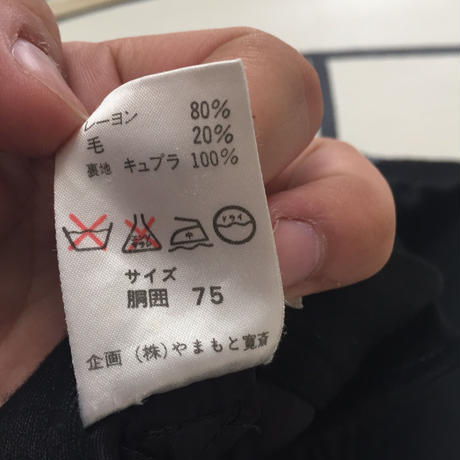 レーヨン 80%
毛 20%
裏地 キュプラ 100%
中 ドライ
サイズ
胴囲 75
企画 (株)やまもと寛斎